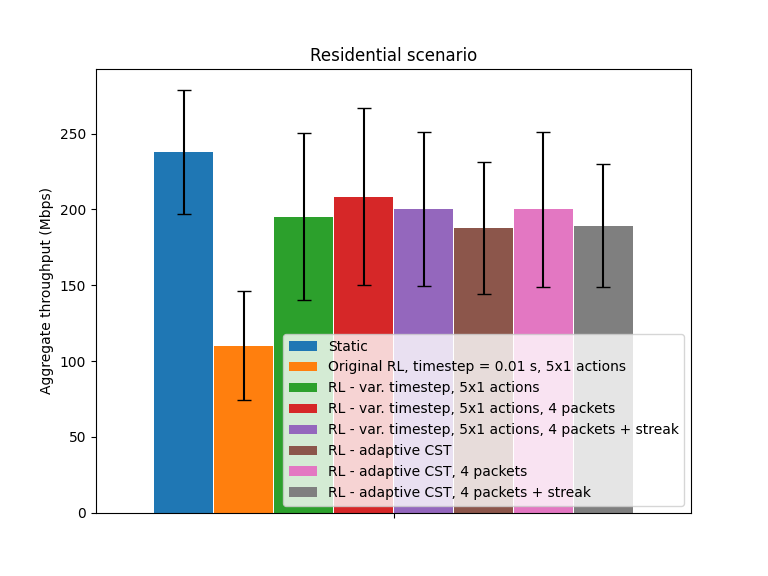 Residential scenario
Aggregate throughput (Mbps)
250
200
150
100
50
0
Static
Original RL, timestep = 0.01 s, 5x1 actions
RL - var. timestep, 5x1 actions
RL - var. timestep, 5x1 actions, 4 packets
RL - var. timestep, 5x1 actions, 4 packets + streak
RL - adaptive CST
RL - adaptive CST, 4 packets
RL - adaptive CST, 4 packets + streak